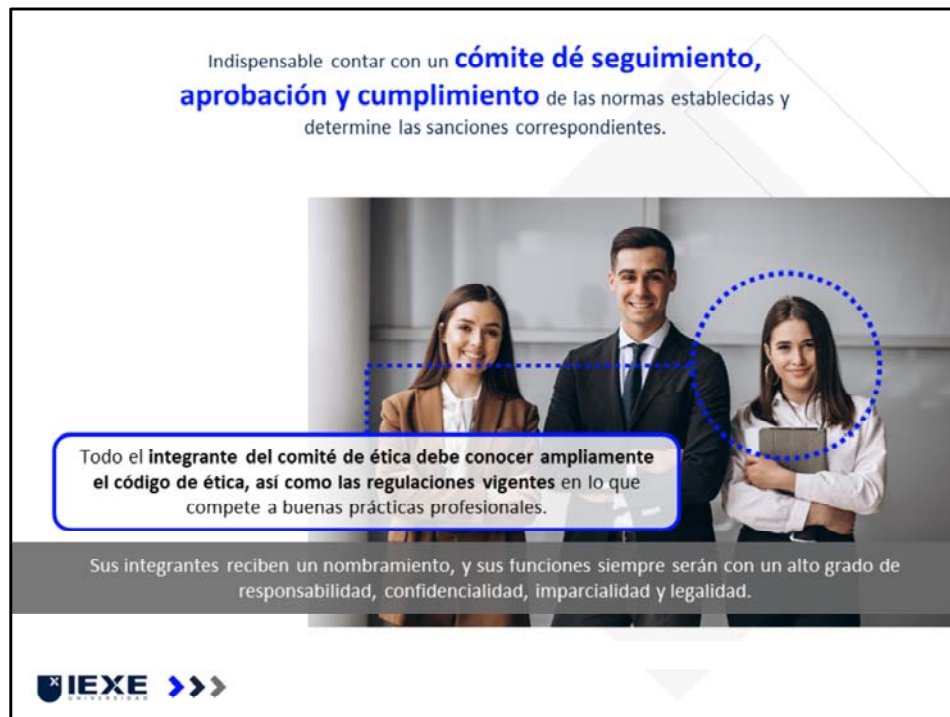 Indispensable contar con un cómite dé seguimiento,
aprobación y cumplimiento de las normas establecidas y
determine las sanciones correspondientes.
Todo el integrante del comité de ética debe conocer ampliamente
el código de ética, así como las regulaciones vigentes en lo que
compete a buenas prácticas profesionales.
Sus integrantes reciben un nombramiento, y sus funciones siempre serán con un alto grado de
responsabilidad, confidencialidad, imparcialidad y legalidad.
IEXE
UNIVERSIDAD